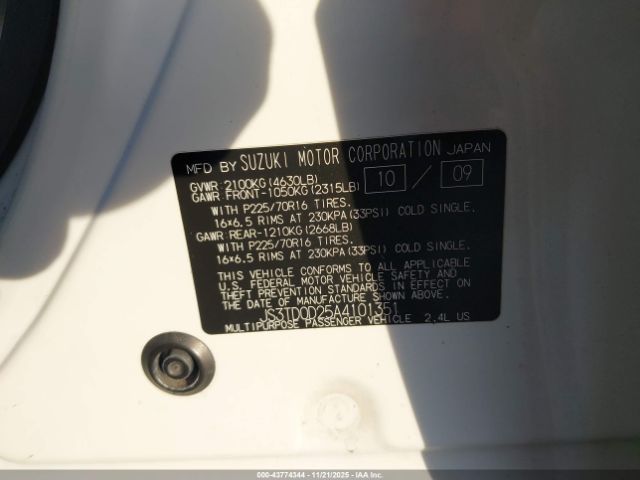 MFD BY SUZUKI MOTOR CORPORATION JAPAN
GVWR:2100KG(4630LB)
GAWR FRONT-1050KG(2315LB) 10 / 09
WITH P225/70R16 TIRES.
16×6.5 RIMS AT 230KPA(33PSI) COLD SINGLE.
GAWR REAR-1210KG(2668LB)
WITH P225/70R16 TIRES.
16×6.5 RIMS AT 230KPA(33PSI) COLD SINGLE.
THIS VEHICLE CONFORMS TO ALL APPLICABLE
U.S. FEDERAL MOTOR VEHICLE SAFETY AND
THEFT PREVENTION STANDARDS IN EFFECT ON
THE DATE OF MANUFACTURE SHOWN ABOVE.
JS3TD0D25A4101351
MULTIPURPOSE PASSENGER VEHICLE 2.4L US
000-43774344 - 11/21/2025 - Copyright © IAA Holdings, LLC